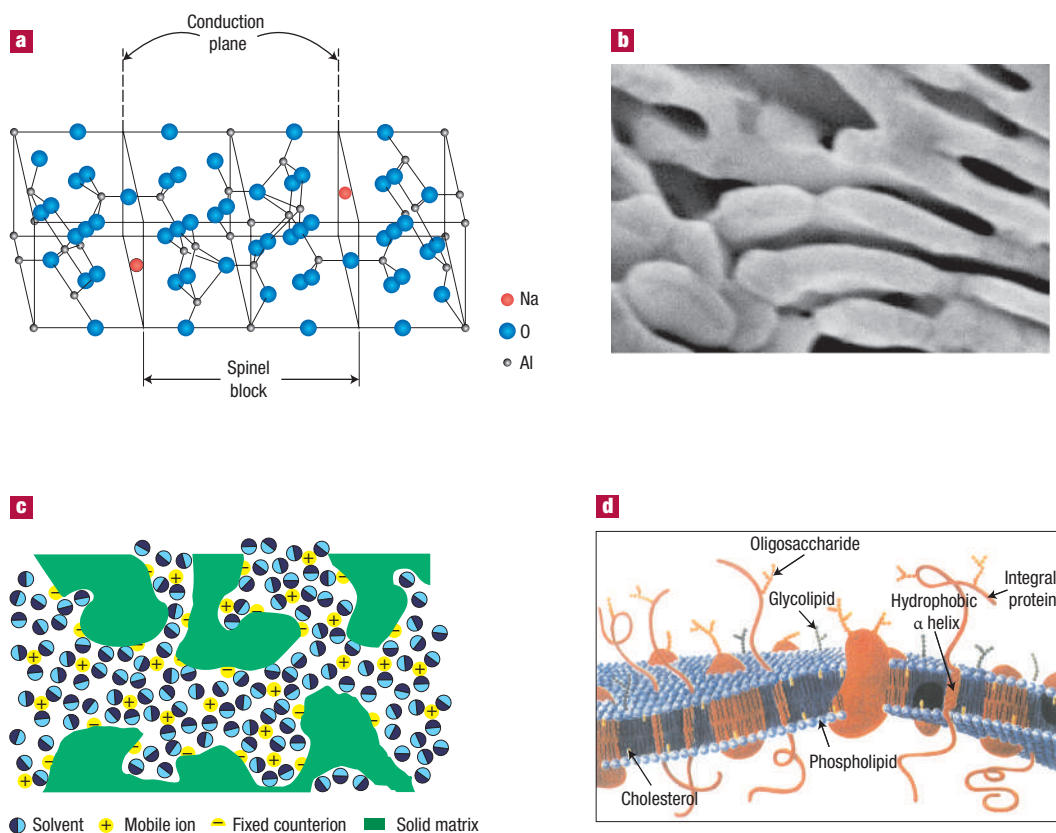 a
Conduction
plane
Na
O
Al
Spinel
block
b
c
+
−
Solvent
+ Mobile ion
− Fixed counterion
Solid matrix
d
Oligosaccharide
Glycolipid
Hydrophobic
α helix
Integral
protein
Phospholipid
Cholesterol